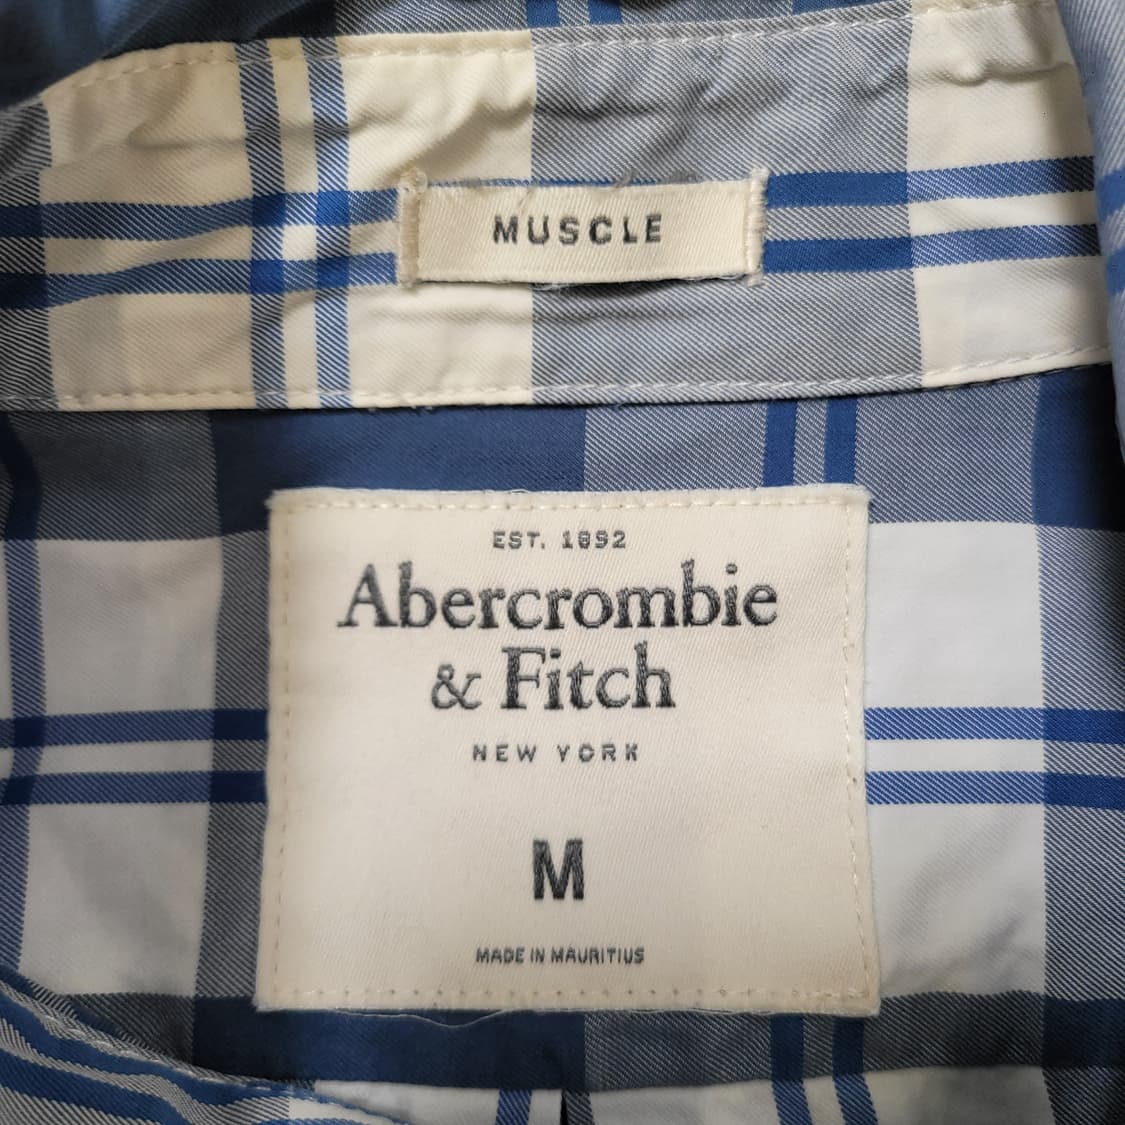 MUSCLE
EST. 1892
Abercrombie
& Fitch
NEW YORK
M
MADE IN MAURITIUS